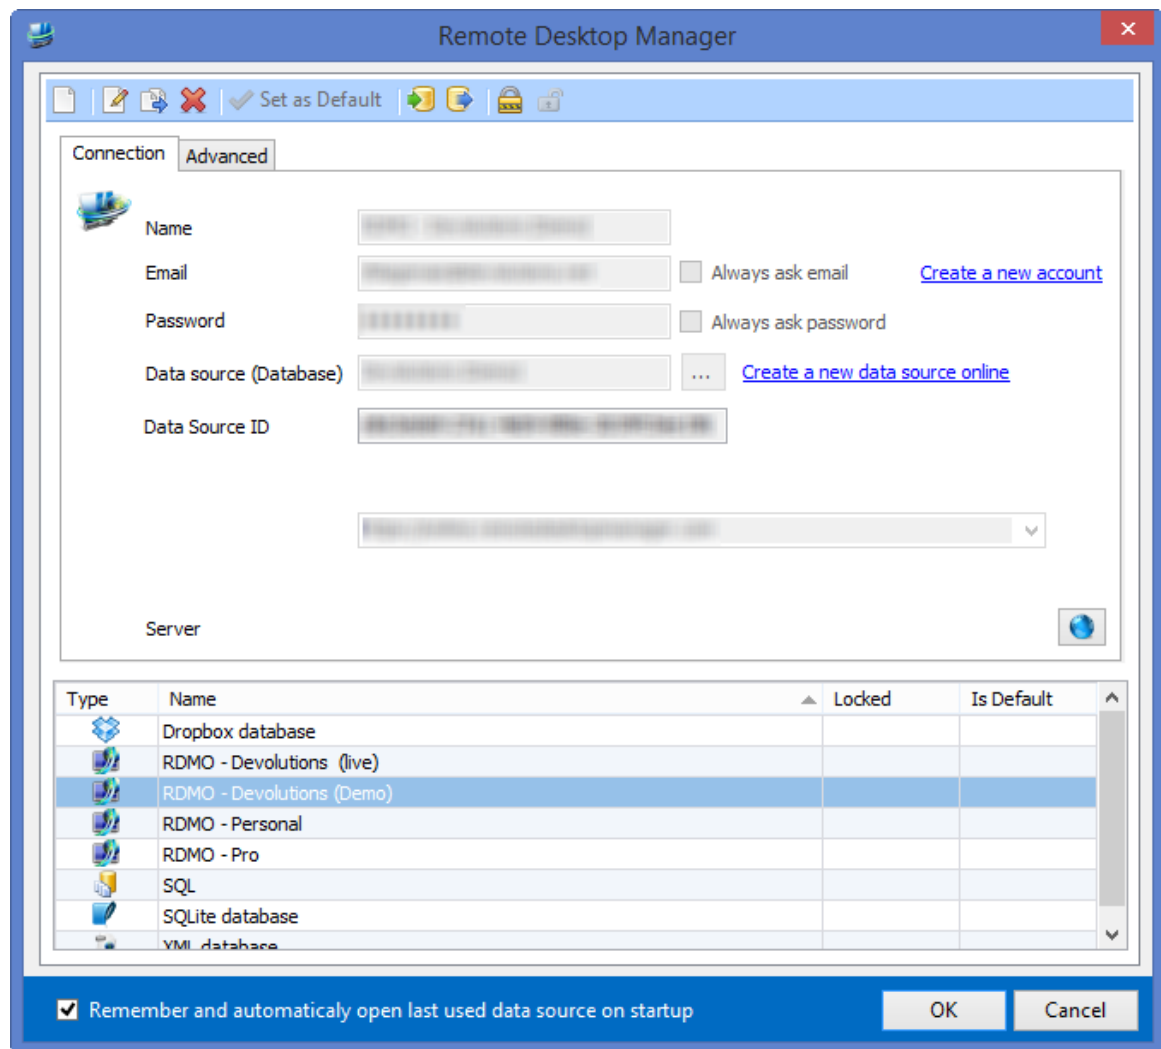 Remote Desktop Manager
Set as Default
Connection Advanced
Name
Email Always ask email Create a new account
Password Always ask password
Data source (Database) ... Create a new data source online
Data Source ID
Server
Type Name Locked Is Default
Dropbox database
RDMO - Devolutions (live)
RDMO - Devolutions (Demo)
RDMO - Personal
RDMO - Pro
SQL
SQLite database
XML database
Remember and automaticaly open last used data source on startup OK Cancel